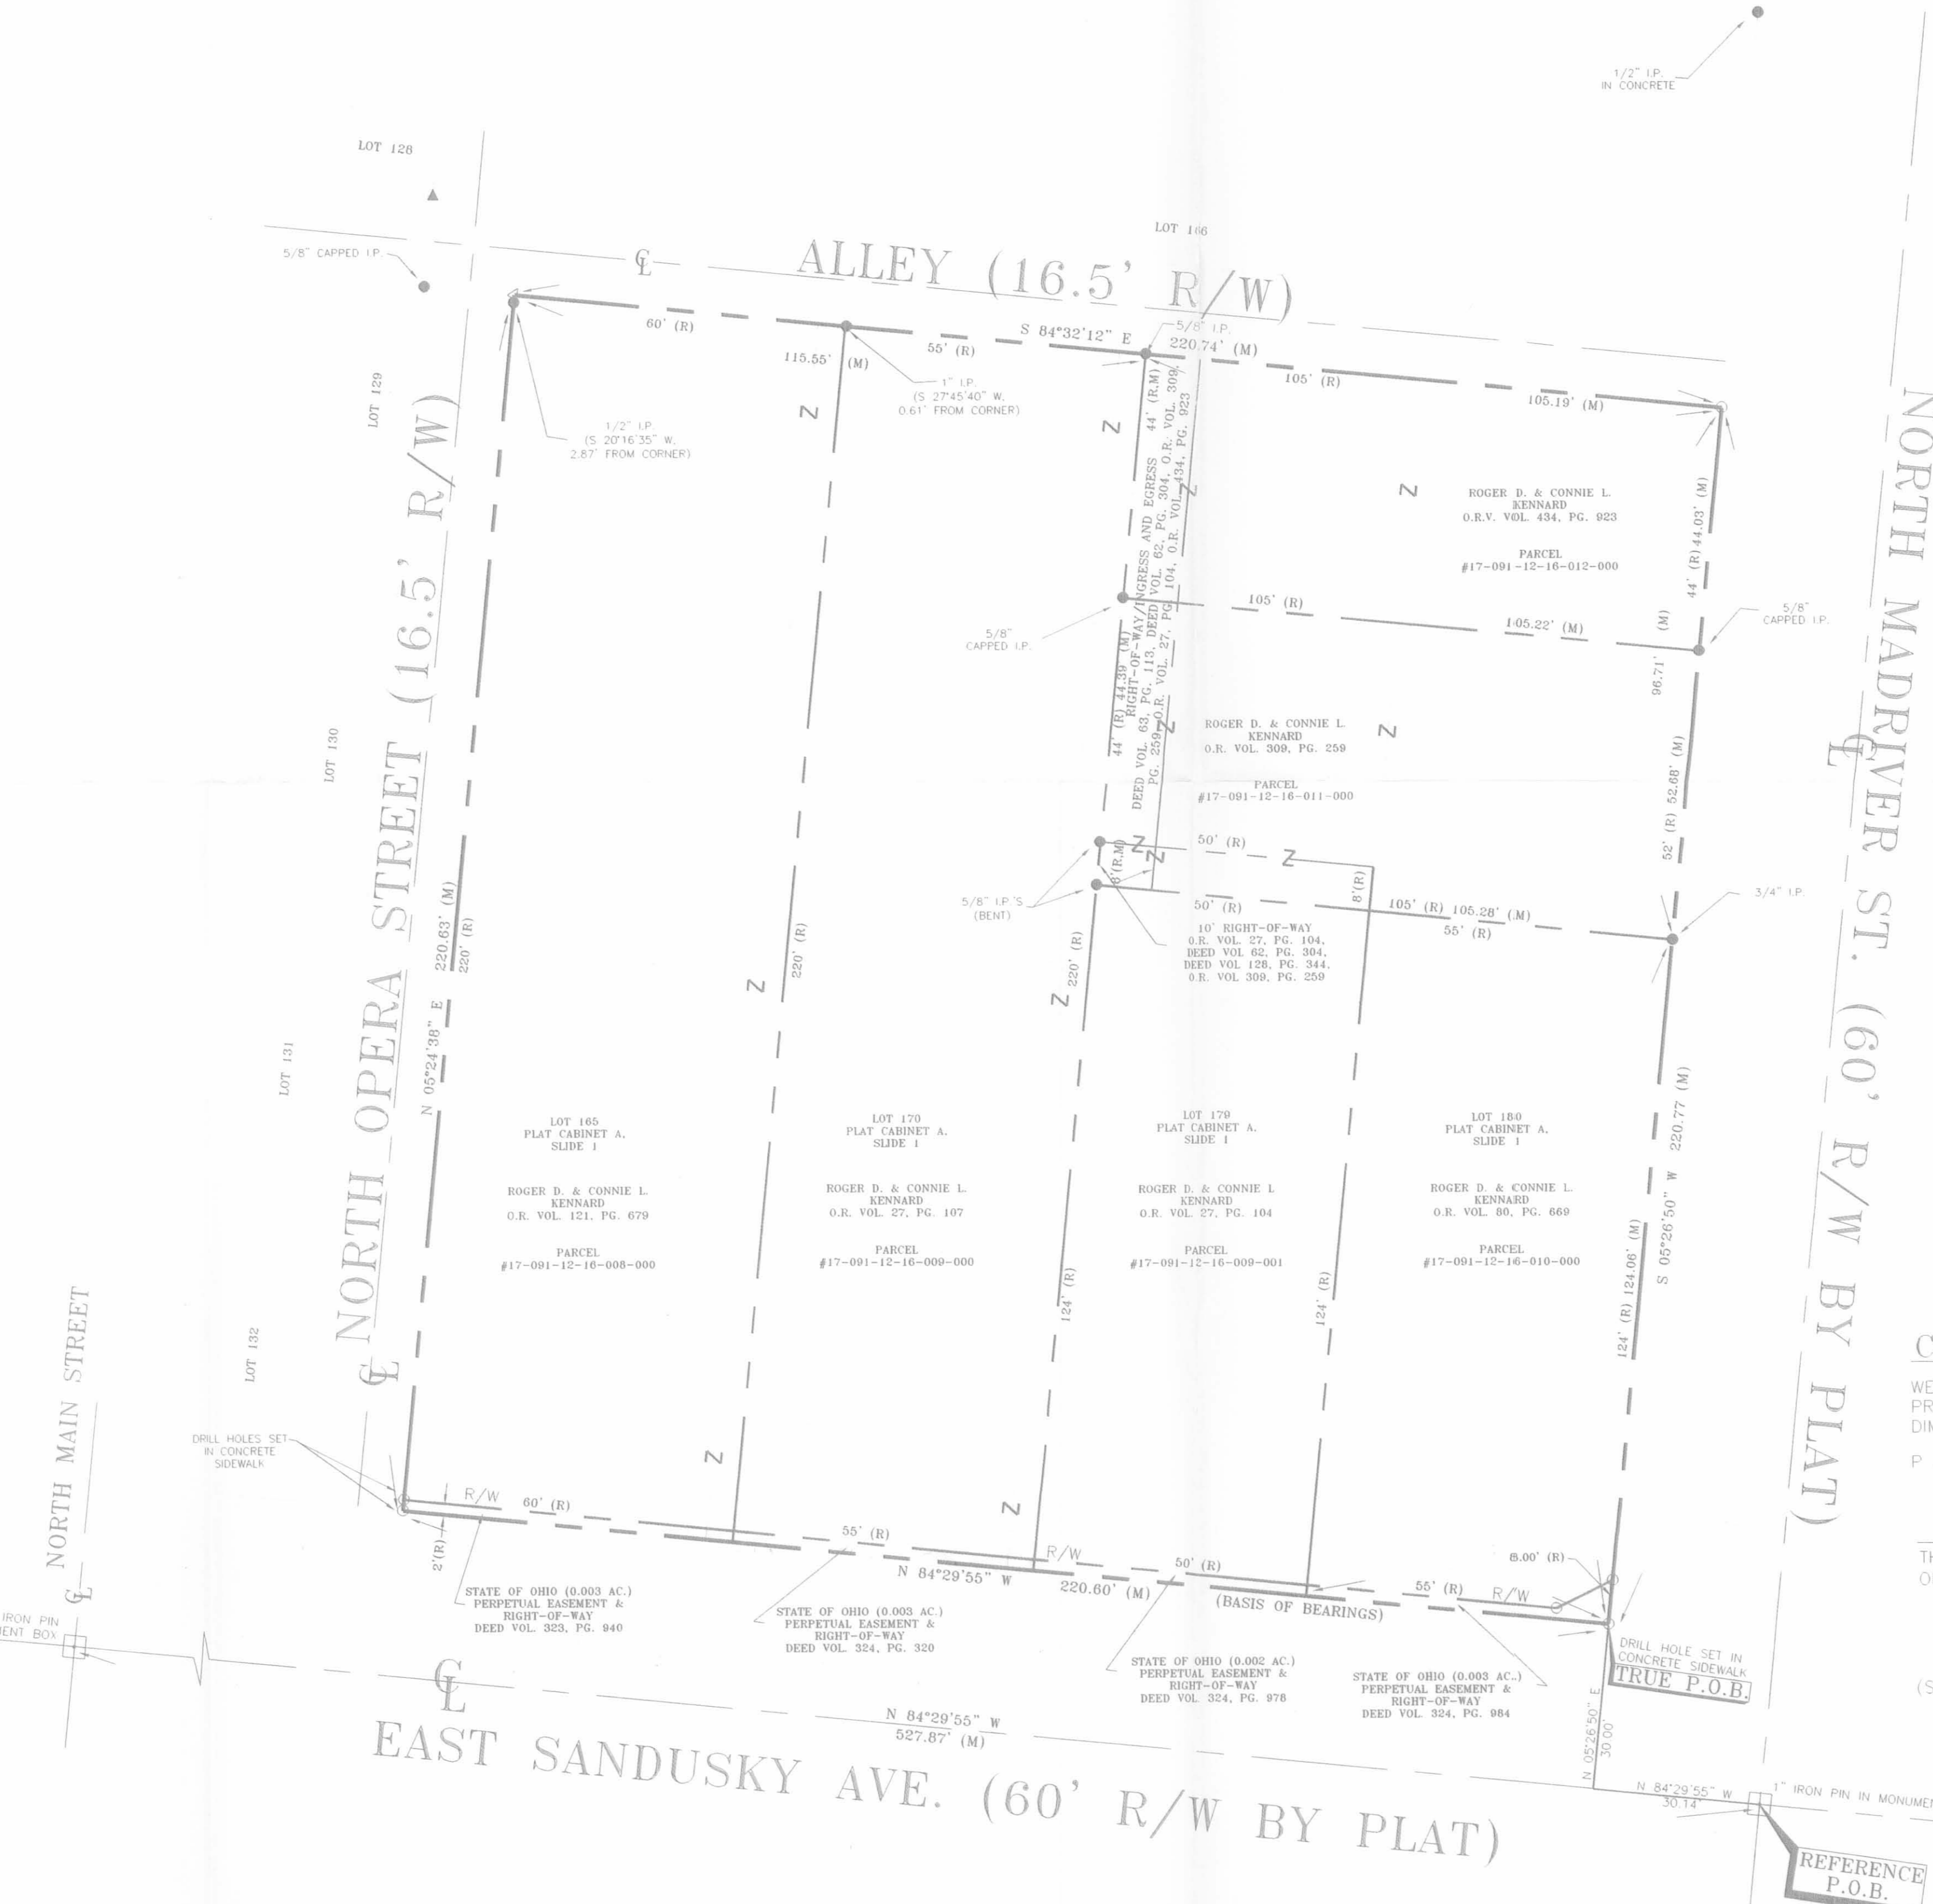 1/2" I.P.
IN CONCRETE
LOT 128
5/8" CAPPED I.P.
LOT 166
℄
ALLEY (16.5' R/W)
60' (R)
115.55' (M)
55' (R)
S 84°32'12" E
220.74' (M)
5/8" I.P.
105' (R)
105.19' (M)
1" I.P.
(S 27°45'40" W,
0.61' FROM CORNER)
1/2" I.P.
(S 20°16'35" W,
2.87' FROM CORNER)
LOT 129
LOT 130
LOT 131
LOT 132
NORTH OPERA STREET (16.5' R/W)
℄
N 05°24'38" E
220.63' (M)
220' (R)
44' (R,M)
RIGHT-OF-WAY/INGRESS AND EGRESS
DEED VOL. 63, PG. 113, DEED VOL. 62, PG. 304, O.R. VOL. 309,
PG. 259, O.R. VOL. 27, PG. 104, O.R. VOL. 434, PG. 923
ROGER D. & CONNIE L.
KENNARD
O.R.V. VOL. 434, PG. 923
PARCEL
#17-091-12-16-012-000
44' (R) 44.03' (M)
105' (R)
105.22' (M)
5/8"
CAPPED I.P.
5/8"
CAPPED I.P.
96.71' (M)
44' (R) 44.39' (M)
ROGER D. & CONNIE L.
KENNARD
O.R. VOL. 309, PG. 259
PARCEL
#17-091-12-16-011-000
52' (R) 52.68' (M)
NORTH MADRIVER ST. (60' R/W BY PLAT)
℄
50' (R)
8'(R,M)
8'(R)
5/8" I.P.'S
(BENT)
50' (R)
105' (R) 105.28' (M)
55' (R)
3/4" I.P.
10' RIGHT-OF-WAY
O.R. VOL. 27, PG. 104,
DEED VOL 62, PG. 304,
DEED VOL 128, PG. 344,
O.R. VOL 309, PG. 259
220' (R)
220' (R)
S 05°26'50" W 220.77' (M)
LOT 165
PLAT CABINET A,
SLIDE 1
ROGER D. & CONNIE L.
KENNARD
O.R. VOL. 121, PG. 679
PARCEL
#17-091-12-16-008-000
LOT 170
PLAT CABINET A,
SLIDE 1
ROGER D. & CONNIE L.
KENNARD
O.R. VOL. 27, PG. 107
PARCEL
#17-091-12-16-009-000
LOT 179
PLAT CABINET A.
SLIDE 1
ROGER D. & CONNIE L
KENNARD
O.R. VOL. 27, PG. 104
PARCEL
#17-091-12-16-009-001
LOT 180
PLAT CABINET A,
SLIDE 1
ROGER D. & CONNIE L.
KENNARD
O.R. VOL. 80, PG. 669
PARCEL
#17-091-12-16-010-000
124' (R)
124' (R)
124' (R) 124.06' (M)
NORTH MAIN STREET
℄
DRILL HOLES SET
IN CONCRETE
SIDEWALK
R/W
60' (R)
2'(R)
55' (R)
R/W
50' (R)
55' (R)
R/W
8.00' (R)
N 84°29'55" W
220.60' (M)
(BASIS OF BEARINGS)
STATE OF OHIO (0.003 AC.)
PERPETUAL EASEMENT &
RIGHT-OF-WAY
DEED VOL. 323, PG. 940
STATE OF OHIO (0.003 AC.)
PERPETUAL EASEMENT &
RIGHT-OF-WAY
DEED VOL. 324, PG. 320
STATE OF OHIO (0.002 AC.)
PERPETUAL EASEMENT &
RIGHT-OF-WAY
DEED VOL. 324, PG. 978
STATE OF OHIO (0.003 AC..)
PERPETUAL EASEMENT &
RIGHT-OF-WAY
DEED VOL. 324, PG. 984
DRILL HOLE SET IN
CONCRETE SIDEWALK
TRUE P.O.B.
IRON PIN
MENT BOX
℄
N 84°29'55" W
527.87' (M)
EAST SANDUSKY AVE. (60' R/W BY PLAT)
N 05°26'50" E
30.00'
N 84°29'55" W
30.14'
1" IRON PIN IN MONUMEN
REFERENCE
P.O.B.
C
WE
PR
DIM
P
TH
O
(S